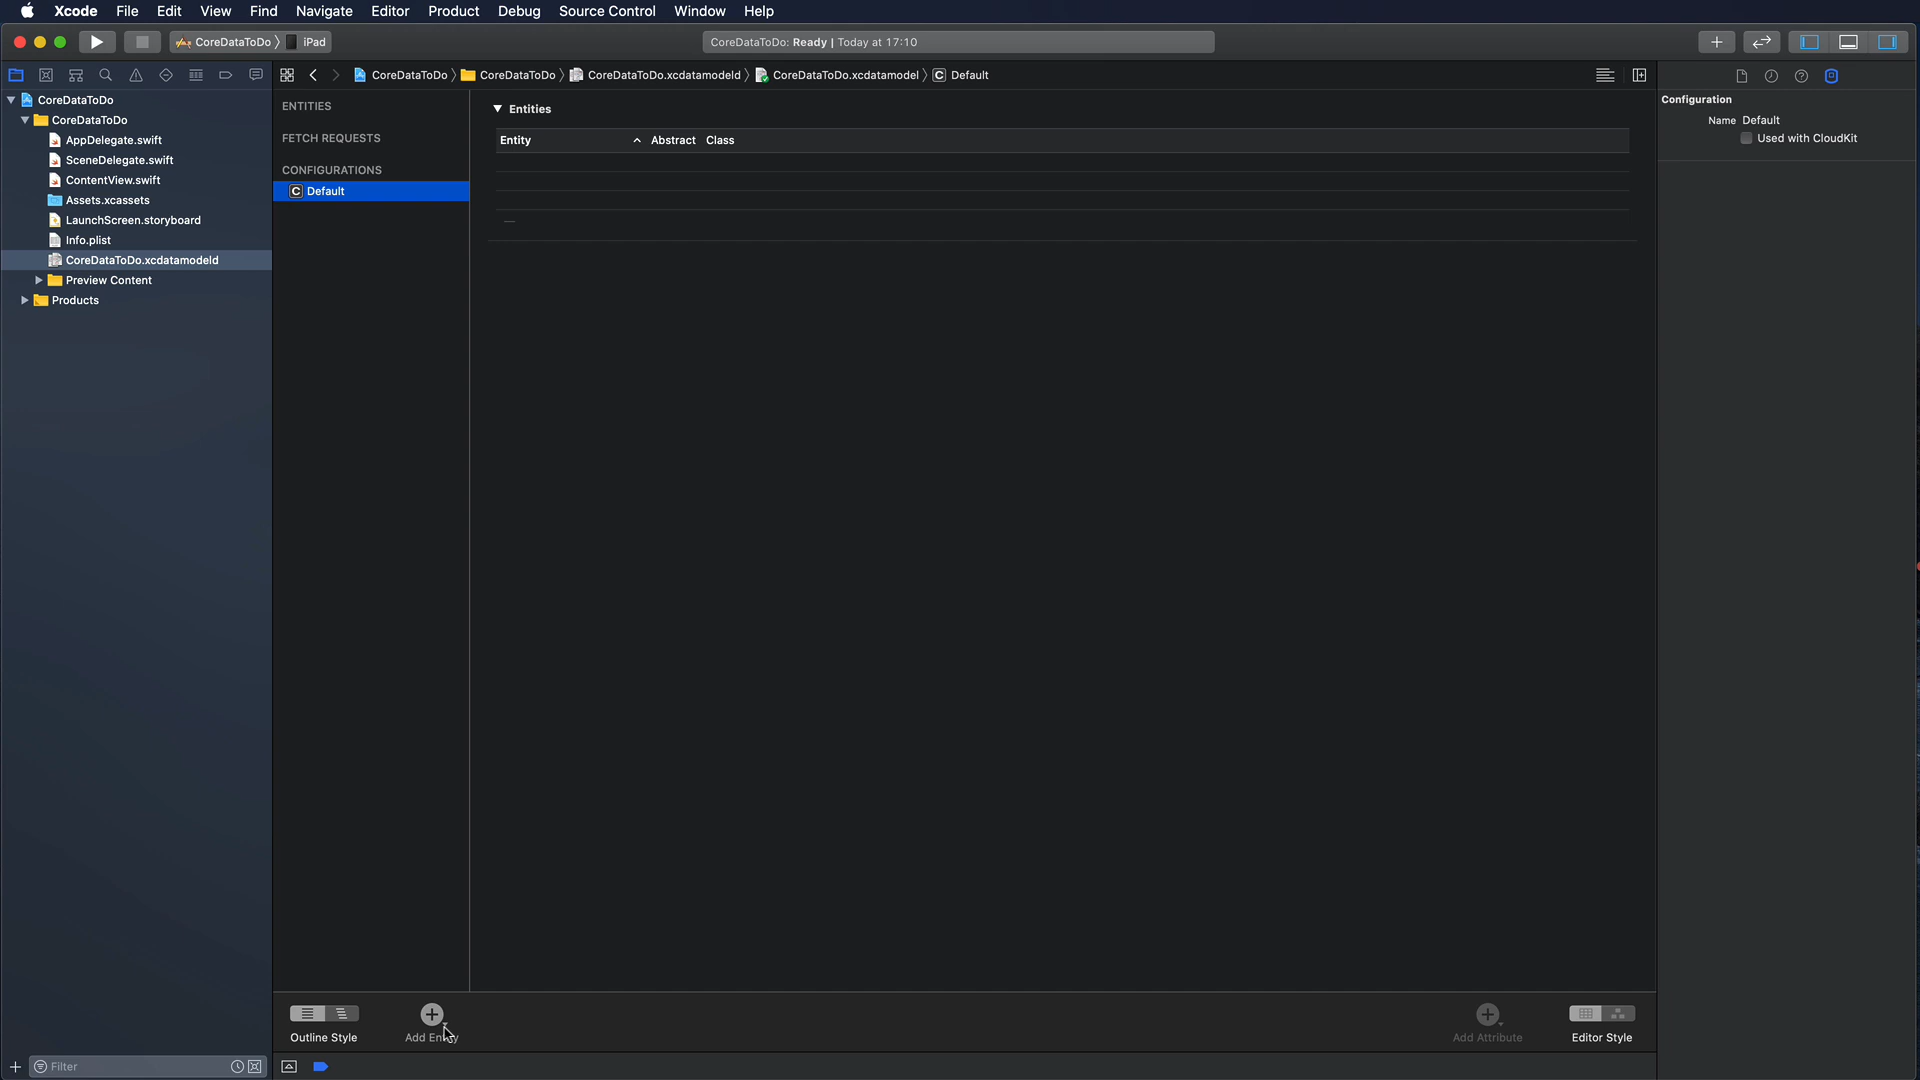 Xcode File Edit View Find Navigate Editor Product Debug Source Control Window Help
CoreDataToDo iPad
CoreDataToDo: Ready | Today at 17:10
CoreDataToDo CoreDataToDo CoreDataToDo.xcdatamodeld CoreDataToDo.xcdatamodel C Default
CoreDataToDo
CoreDataToDo
AppDelegate.swift
SceneDelegate.swift
ContentView.swift
Assets.xcassets
LaunchScreen.storyboard
Info.plist
CoreDataToDo.xcdatamodeld
Preview Content
Products
Filter
ENTITIES
FETCH REQUESTS
CONFIGURATIONS
C Default
Entities
Entity Abstract Class
Outline Style
Add Entity
Add Attribute
Editor Style
Configuration
Name Default
Used with CloudKit